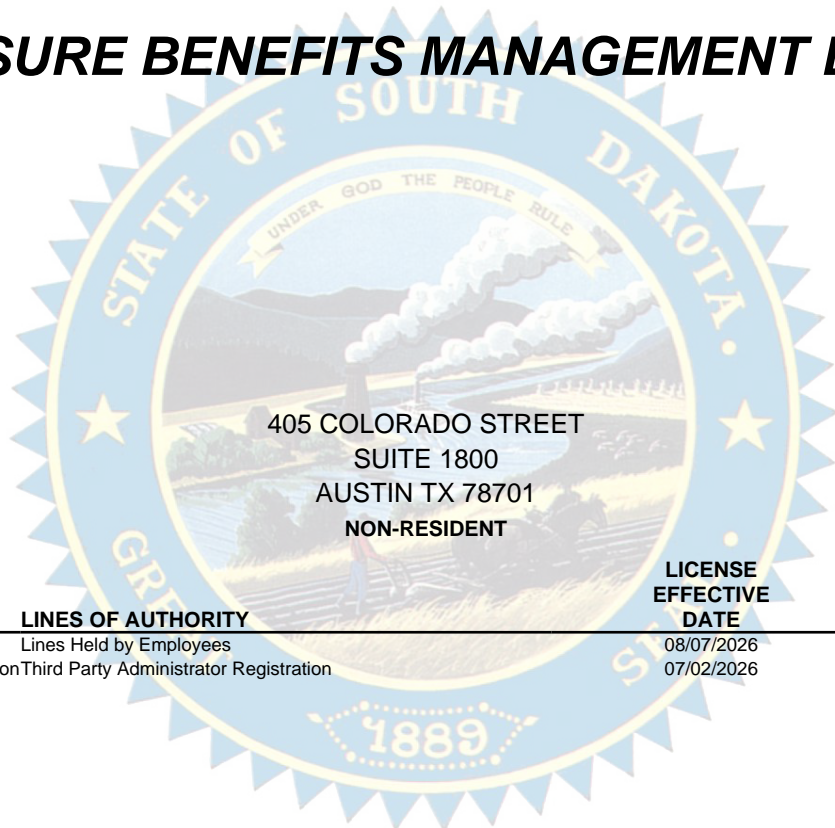 SURE BENEFITS MANAGEMENT
STATE OF SOUTH DAKOTA.
UNDER GOD THE PEOPLE RULE
405 COLORADO STREET
SUITE 1800
AUSTIN TX 78701
NON-RESIDENT
LICENSE
EFFECTIVE
LINES OF AUTHORITY DATE
Lines Held by Employees 08/07/2026
onThird Party Administrator Registration 07/02/2026
GREAT SEAL.
1889